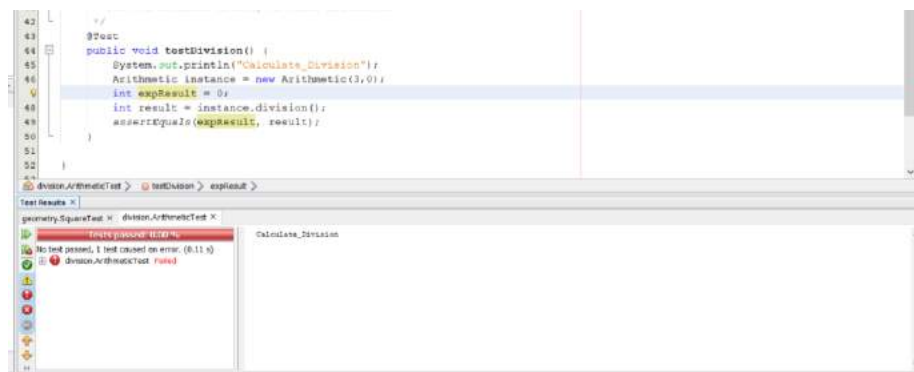 42 */
43 @Test
44 public void testDivision() {
45 System.out.println("Calculate_Division");
46 Arithmetic instance = new Arithmetic(3,0);
int expResult = 0;
48 int result = instance.division();
49 assertEquals(expResult, result);
50 }
51
52 }
division.ArithmeticTest > testDivision > expResult >
Test Results ×
geometry.SquareTest × division.ArithmeticTest ×
Tests passed: 0.00 %
Calculate_Division
No test passed, 1 test caused an error. (0.11 s)
division.ArithmeticTest Failed